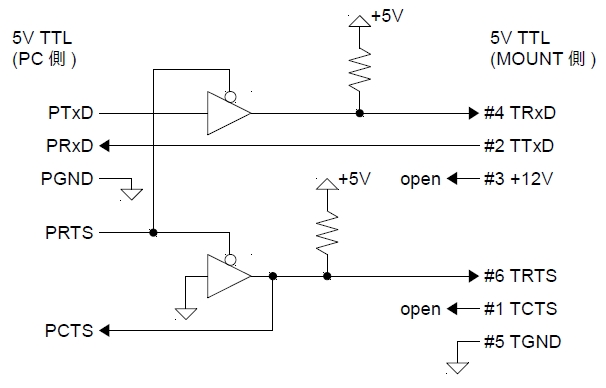 +5V
5V TTL
(PC 側)
5V TTL
(MOUNT 側)
PTxD
#4 TRxD
PRxD
#2 TTxD
PGND
+5V
open
#3 +12V
PRTS
#6 TRTS
open
#1 TCTS
PCTS
#5 TGND